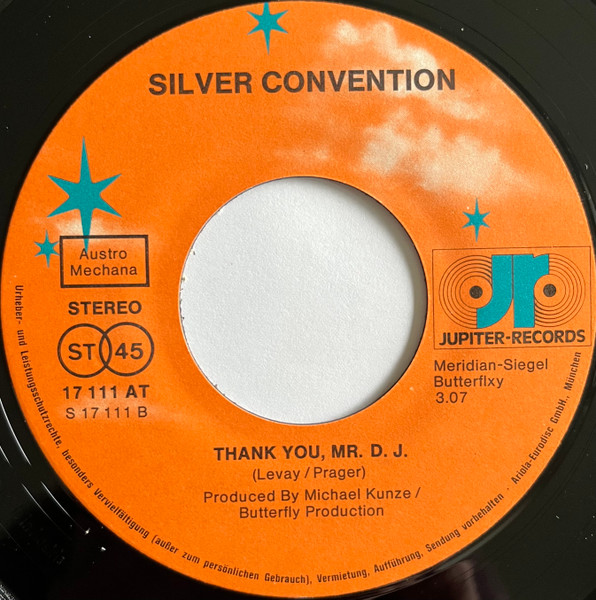 SILVER CONVENTION
Austro
Mechana
STEREO
ST 45
17 111 AT
S 17 111 B
jr
JUPITER-RECORDS
Meridian-Siegel
Butterflxy
3.07
THANK YOU, MR. D. J.
(Levay / Prager)
Produced By Michael Kunze /
Butterfly Production
Urheber- und Leistungsschutzrechte, besonders Vervielfältigung (außer zum persönlichen Gebrauch), Vermietung, Aufführung, Sendung vorbehalten · Ariola-Eurodisc GmbH., München